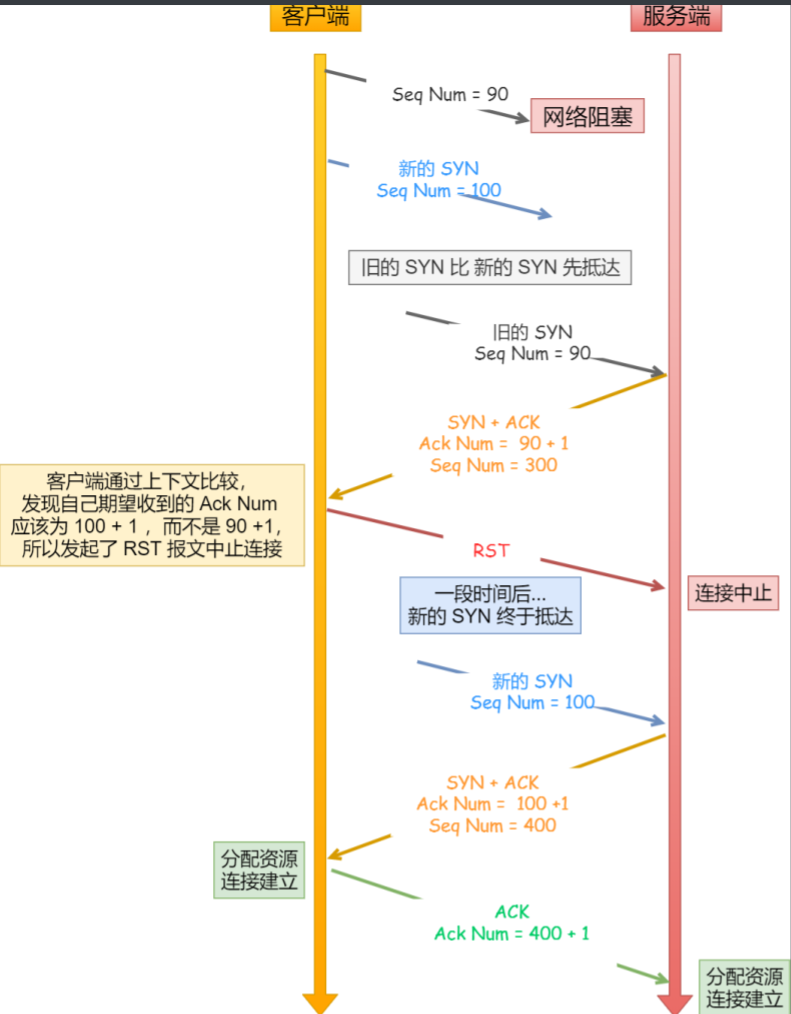 客户端
服务端
Seq Num = 90
网络阻塞
新的 SYN
Seq Num = 100
旧的 SYN 比 新的 SYN 先抵达
旧的 SYN
Seq Num = 90
SYN + ACK
Ack Num = 90 + 1
Seq Num = 300
客户端通过上下文比较，
发现自己期望收到的 Ack Num
应该为 100 + 1 ，而不是 90 +1，
所以发起了 RST 报文中止连接
RST
连接中止
一段时间后...
新的 SYN 终于抵达
新的 SYN
Seq Num = 100
SYN + ACK
Ack Num = 100 +1
Seq Num = 400
分配资源
连接建立
ACK
Ack Num = 400 + 1
分配资源
连接建立